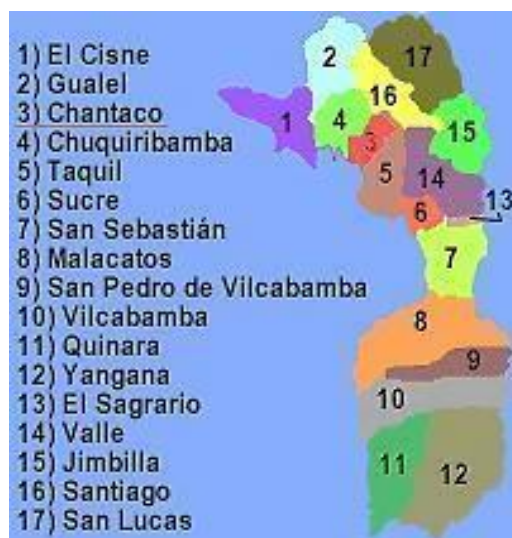 1) El Cisne
2) Gualel
3) Chantaco
4) Chuquiribamba
5) Taquil
6) Sucre
7) San Sebastián
8) Malacatos
9) San Pedro de Vilcabamba
10) Vilcabamba
11) Quinara
12) Yangana
13) El Sagrario
14) Valle
15) Jimbilla
16) Santiago
17) San Lucas
2
17
16
1
4
3
15
5
14
13
6
7
8
9
10
11
12